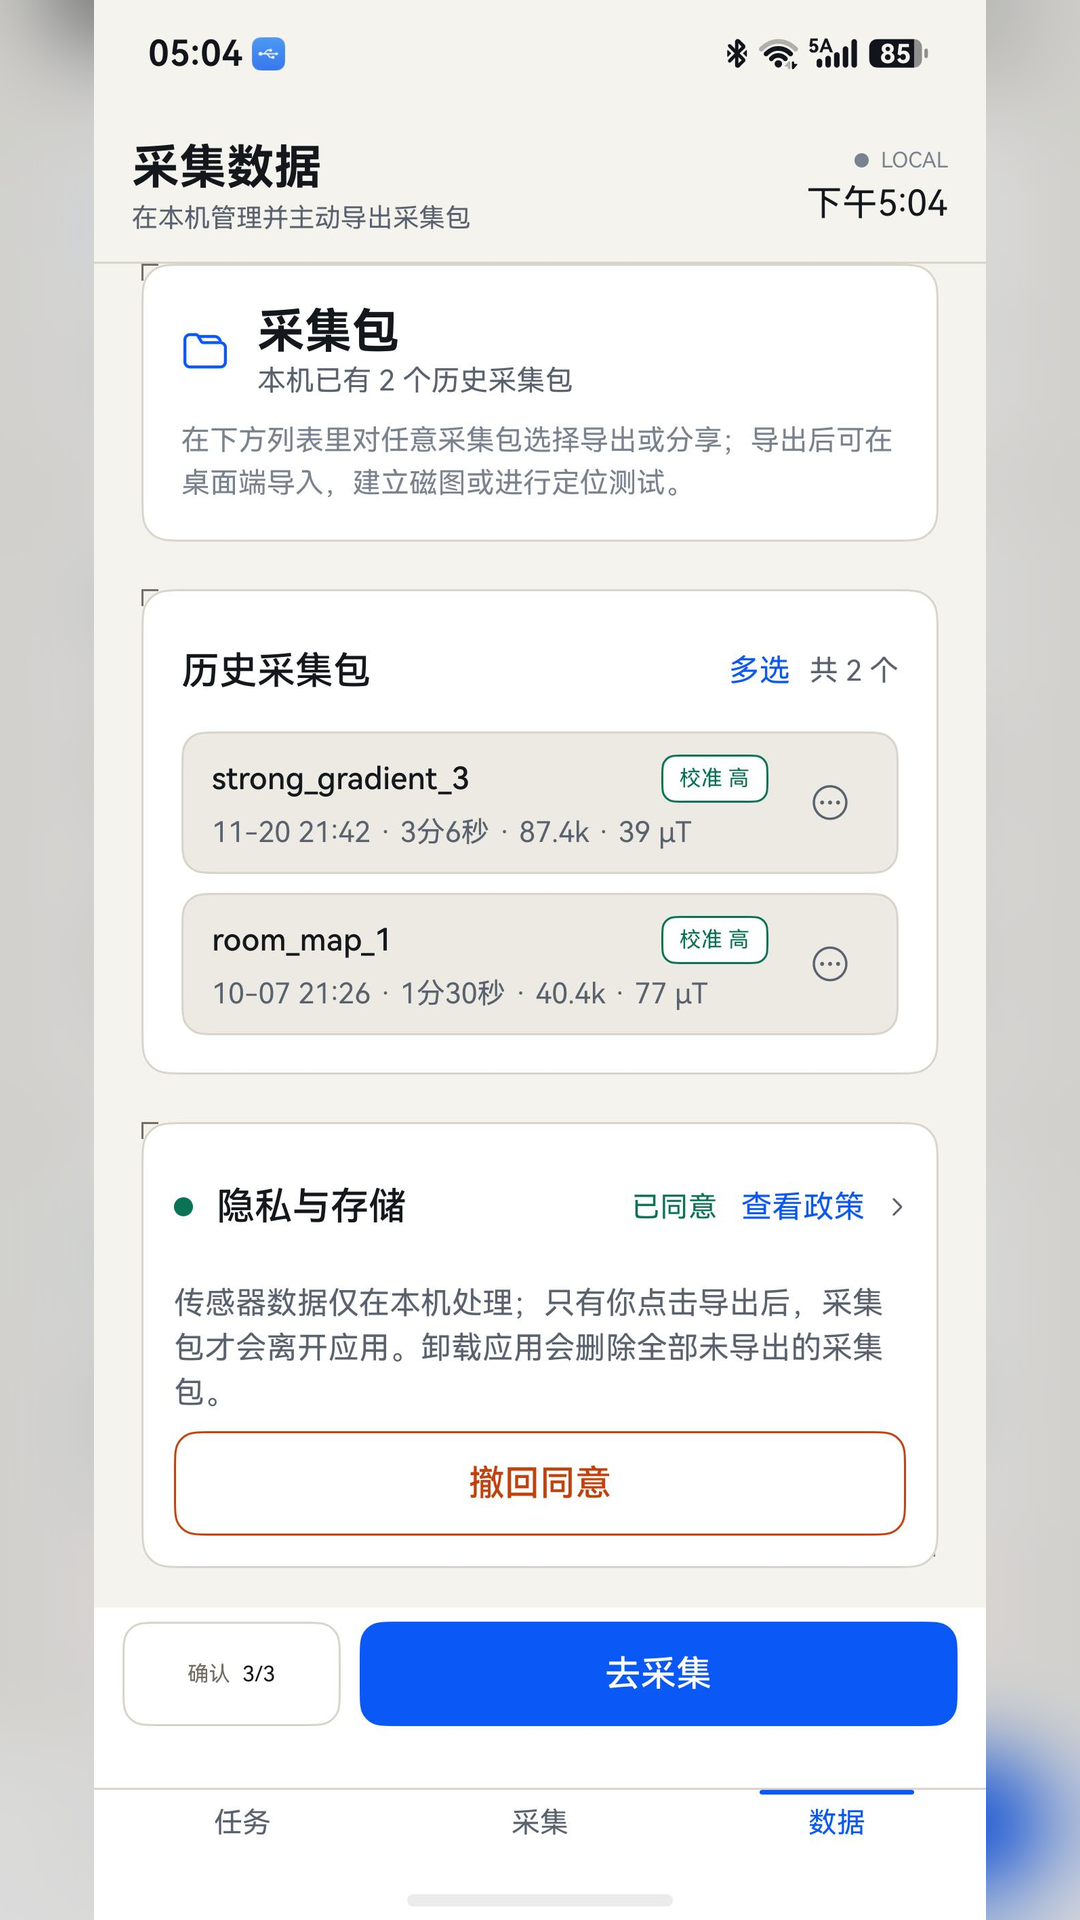 05:04
5A
85
采集数据
LOCAL
在本机管理并主动导出采集包
下午5:04
采集包
本机已有 2 个历史采集包
在下方列表里对任意采集包选择导出或分享；导出后可在
桌面端导入，建立磁图或进行定位测试。
历史采集包
多选 共 2 个
strong_gradient_3
校准 高
11-20 21:42 · 3分6秒 · 87.4k · 39 μT
room_map_1
校准 高
10-07 21:26 · 1分30秒 · 40.4k · 77 μT
隐私与存储
已同意 查看政策
传感器数据仅在本机处理；只有你点击导出后，采集
包才会离开应用。卸载应用会删除全部未导出的采集
包。
撤回同意
确认 3/3
去采集
任务 采集 数据